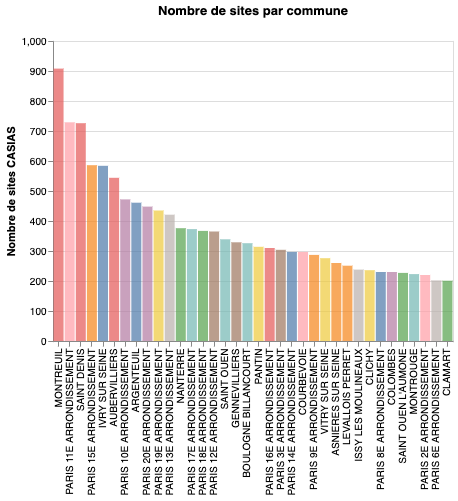 Nombre de sites par commune
Nombre de sites CASIAS
1,000
900
800
700
600
500
400
300
200
100
0
MONTREUIL
PARIS 11E ARRONDISSEMENT
SAINT DENIS
PARIS 15E ARRONDISSEMENT
IVRY SUR SEINE
AUBERVILLIERS
PARIS 10E ARRONDISSEMENT
ARGENTEUIL
PARIS 20E ARRONDISSEMENT
PARIS 19E ARRONDISSEMENT
PARIS 13E ARRONDISSEMENT
NANTERRE
PARIS 17E ARRONDISSEMENT
PARIS 18E ARRONDISSEMENT
PARIS 12E ARRONDISSEMENT
SAINT OUEN
GENNEVILLIERS
BOULOGNE BILLANCOURT
PANTIN
PARIS 16E ARRONDISSEMENT
PARIS 3E ARRONDISSEMENT
PARIS 14E ARRONDISSEMENT
COURBEVOIE
PARIS 9E ARRONDISSEMENT
VITRY SUR SEINE
ASNIERES SUR SEINE
LEVALLOIS PERRET
ISSY LES MOULINEAUX
CLICHY
PARIS 8E ARRONDISSEMENT
COLOMBES
SAINT OUEN L'AUMONE
MONTROUGE
PARIS 2E ARRONDISSEMENT
PARIS 6E ARRONDISSEMENT
CLAMART